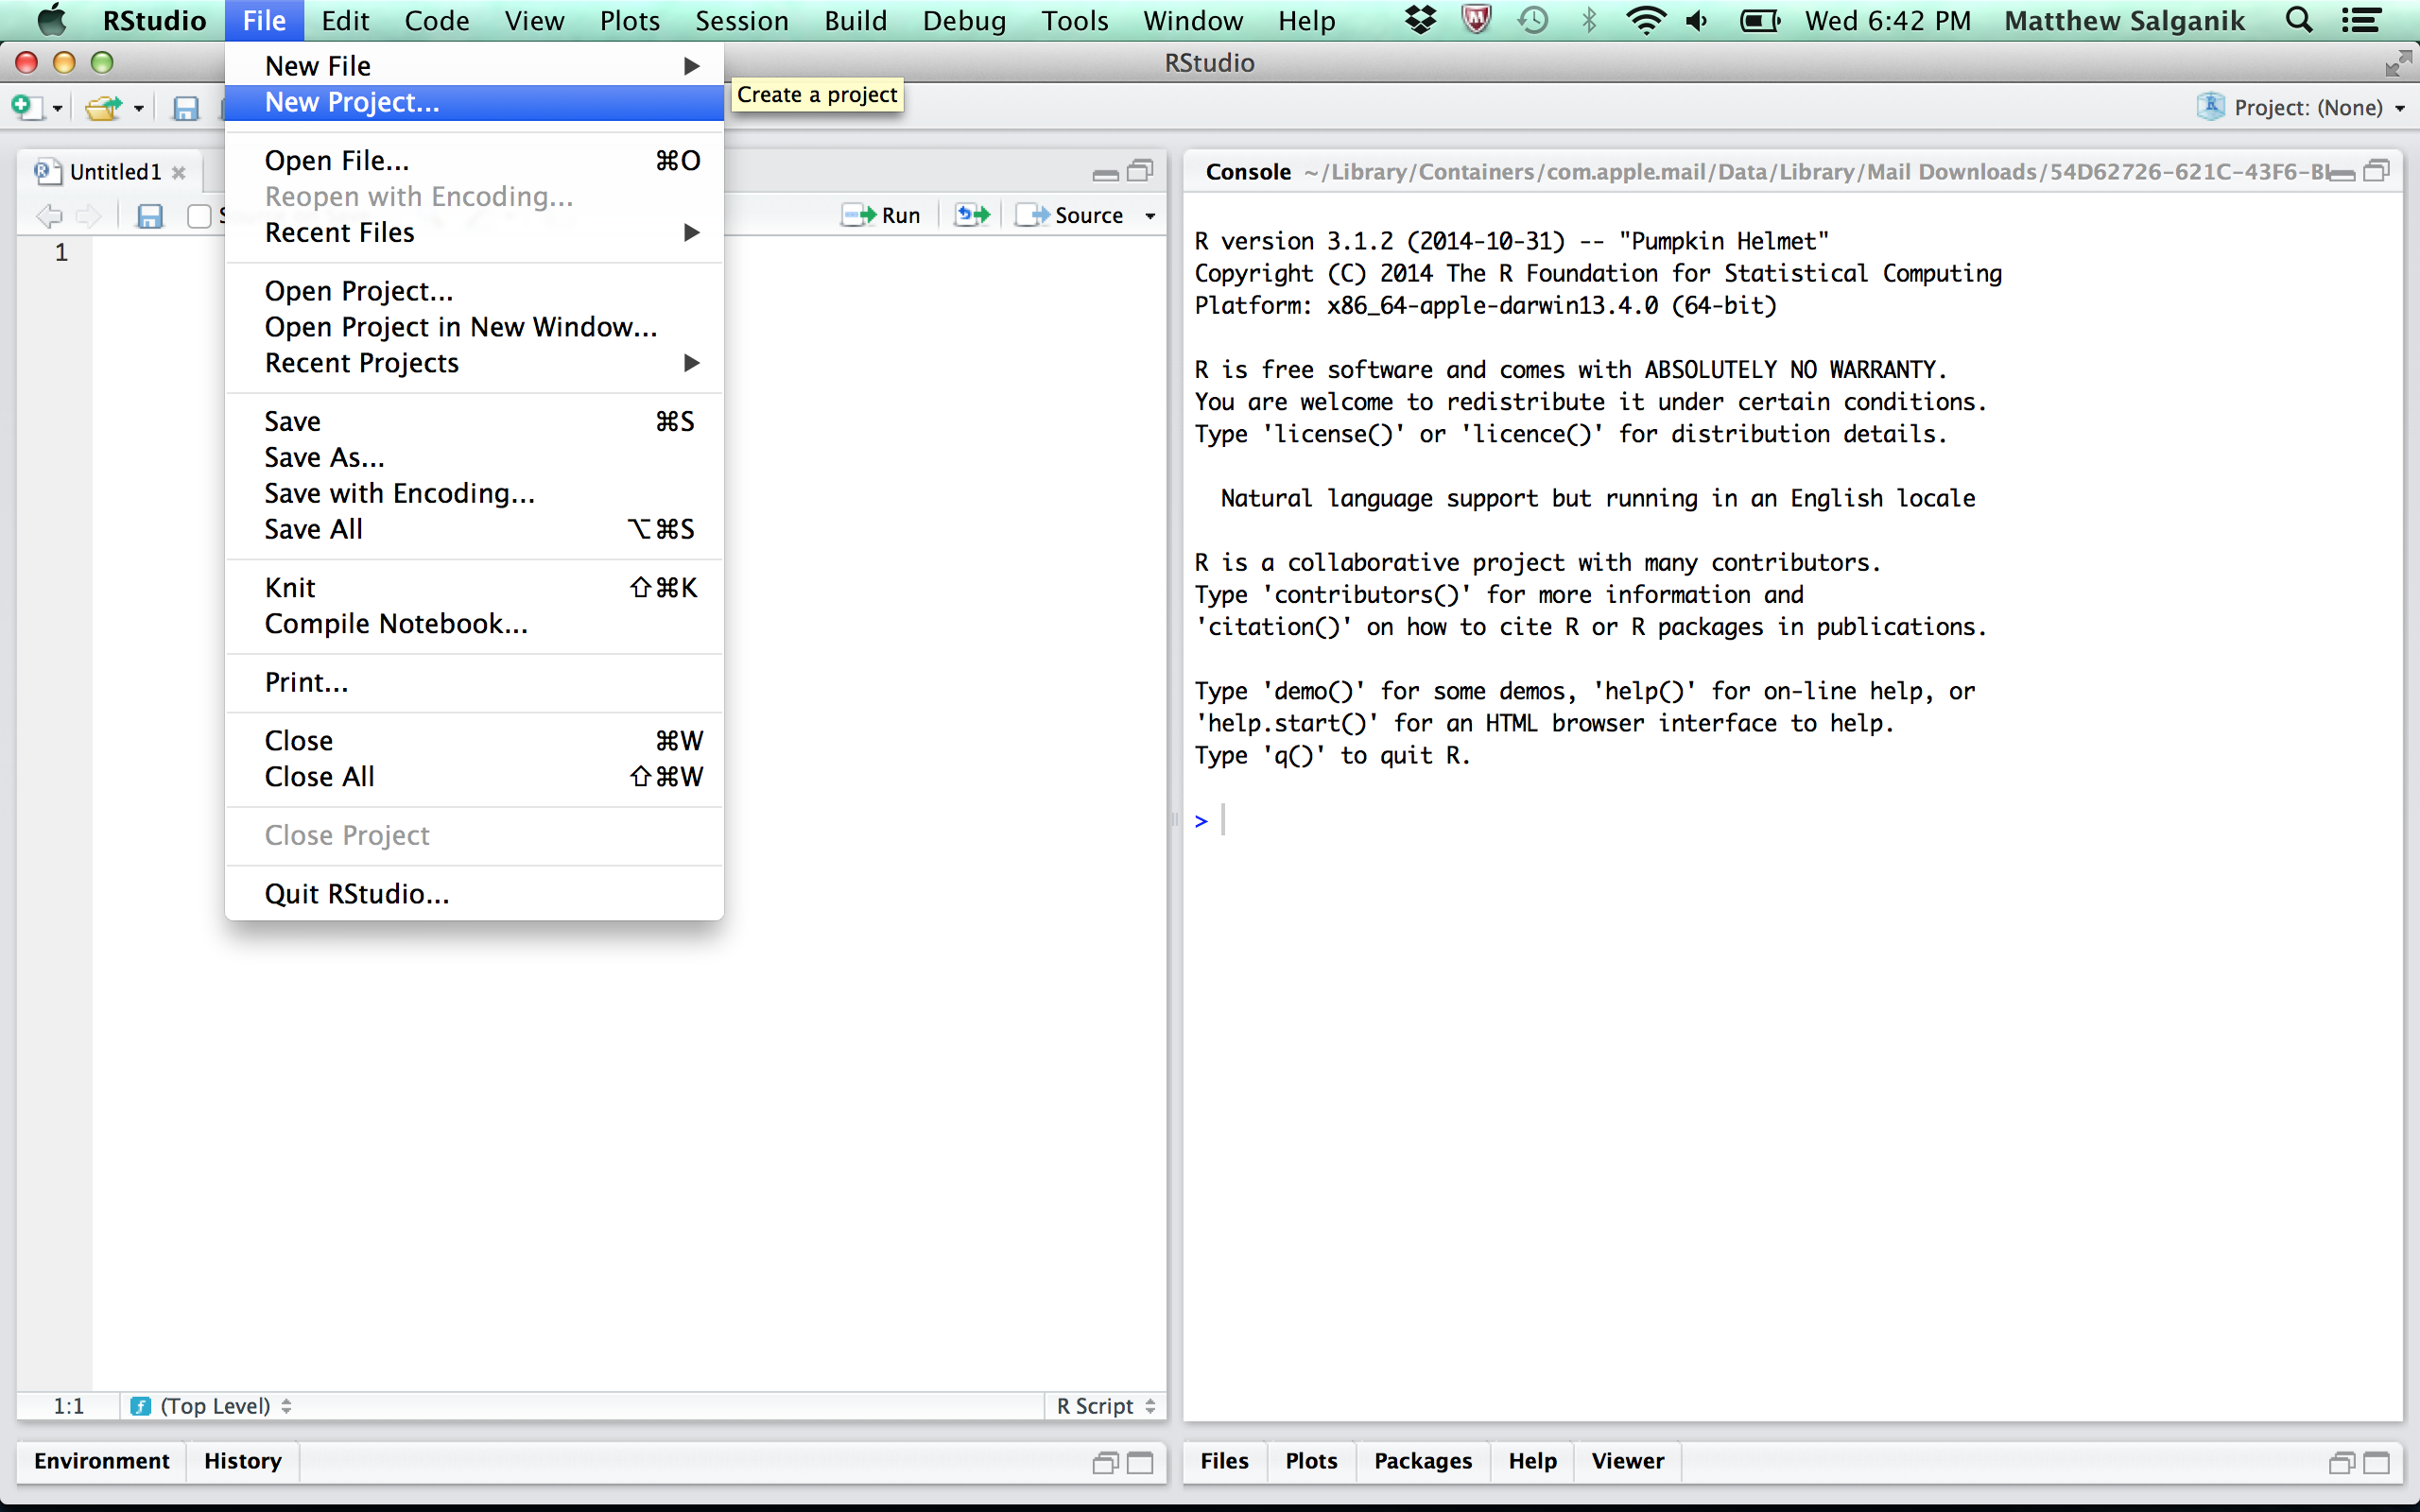 RStudio File Edit Code View Plots Session Build Debug Tools Window Help Wed 6:42 PM Matthew Salganik
RStudio
New File
New Project...
Create a project
Open File... ⌘O
Reopen with Encoding...
Recent Files
Open Project...
Open Project in New Window...
Recent Projects
Save ⌘S
Save As...
Save with Encoding...
Save All ⌥⌘S
Knit ⇧⌘K
Compile Notebook...
Print...
Close ⌘W
Close All ⇧⌘W
Close Project
Quit RStudio...
Project: (None)
Untitled1
Run Source
1
1:1 (Top Level) R Script
Environment History
Console ~/Library/Containers/com.apple.mail/Data/Library/Mail Downloads/54D62726-621C-43F6-
R version 3.1.2 (2014-10-31) -- "Pumpkin Helmet"
Copyright (C) 2014 The R Foundation for Statistical Computing
Platform: x86_64-apple-darwin13.4.0 (64-bit)
R is free software and comes with ABSOLUTELY NO WARRANTY.
You are welcome to redistribute it under certain conditions.
Type 'license()' or 'licence()' for distribution details.
Natural language support but running in an English locale
R is a collaborative project with many contributors.
Type 'contributors()' for more information and
'citation()' on how to cite R or R packages in publications.
Type 'demo()' for some demos, 'help()' for on-line help, or
'help.start()' for an HTML browser interface to help.
Type 'q()' to quit R.
>
Files Plots Packages Help Viewer